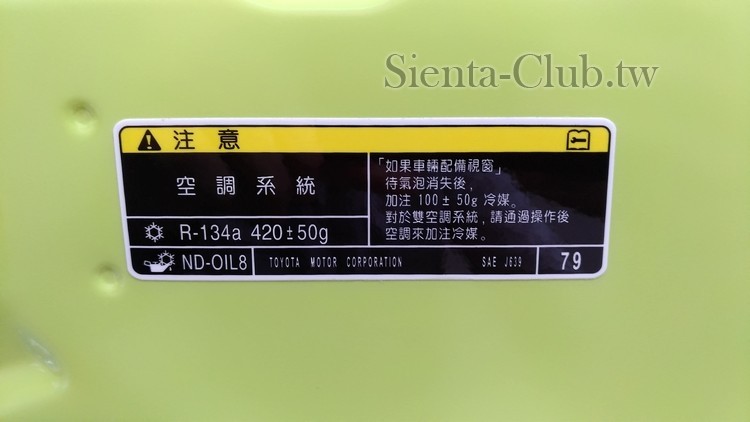 Sienta-Club.tw
注意
空調系統
R-134a 420±50g
「如果車輛配備視窗」
待氣泡消失後,
加注 100± 50g 冷媒。
對於雙空調系統, 請通過操作後
空調來加注冷媒。
ND-OIL8
TOYOTA MOTOR CORPORATION
SAE J639
79